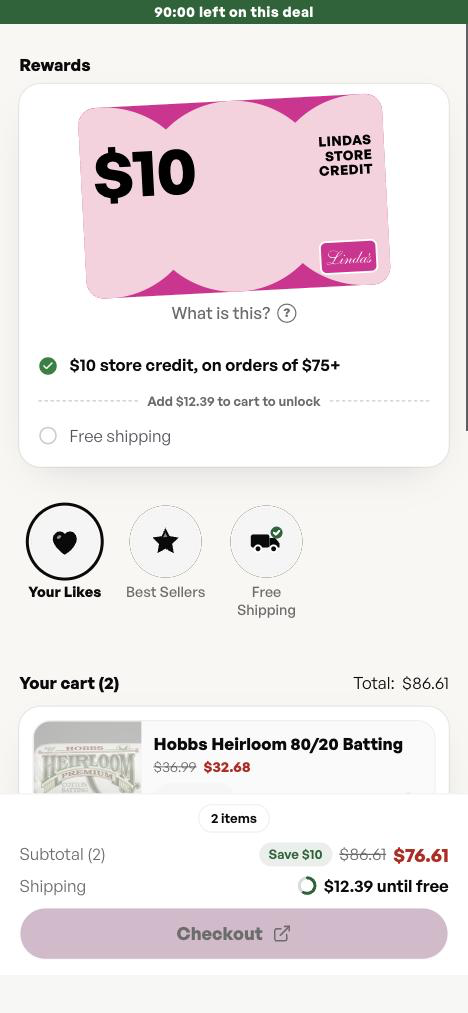 90:00 left on this deal
Rewards
$10
LINDAS
STORE
CREDIT
Linda's
What is this? ?
$10 store credit, on orders of $75+
Add $12.39 to cart to unlock
Free shipping
Your Likes
Best Sellers
Free
Shipping
Your cart (2)
Total: $86.61
HOBBS
HEIRLOOM
PREMIUM
Hobbs Heirloom 80/20 Batting
$36.99 $32.68
2 items
Subtotal (2)
Save $10 $86.61 $76.61
Shipping
$12.39 until free
Checkout